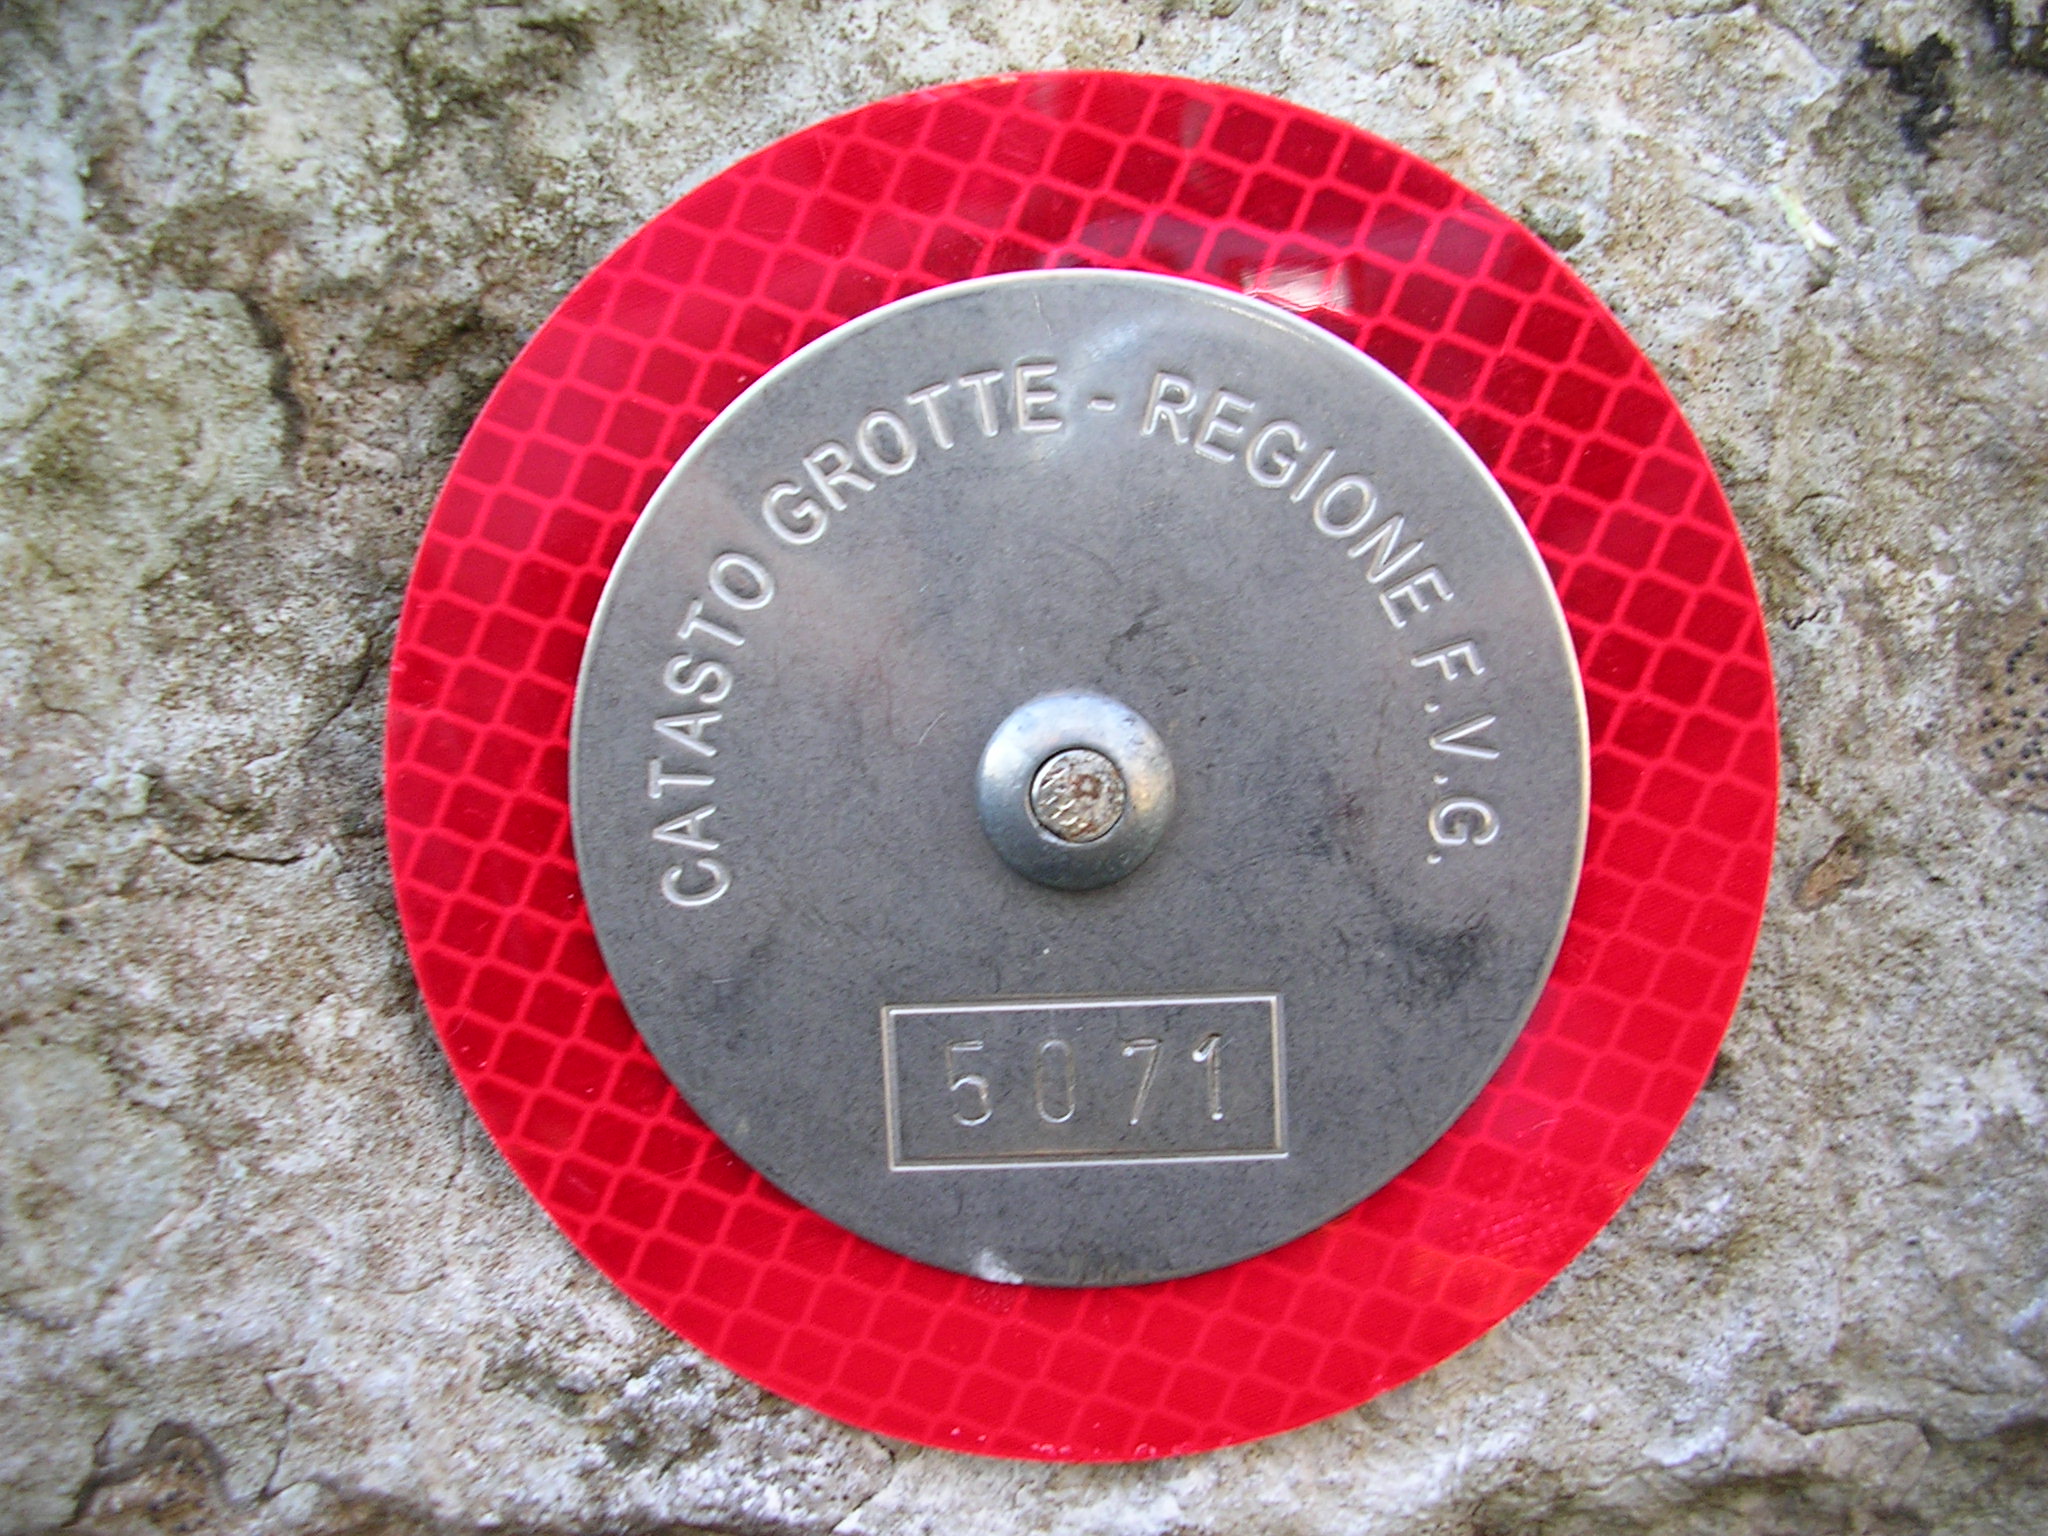 CATASTO GROTTE - REGIONE F.V.G.
5071